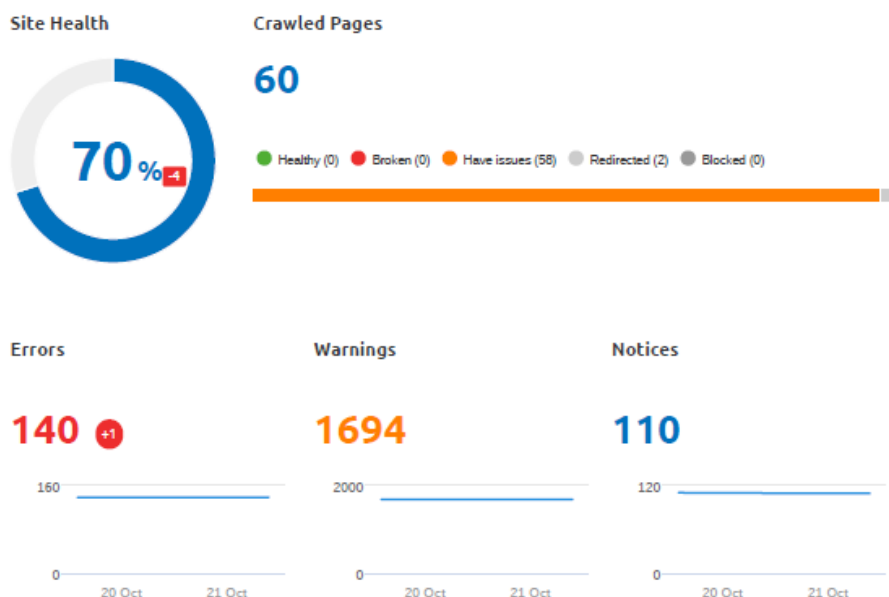 Site Health
70 % -4
Crawled Pages
60
Healthy (0) Broken (0) Have issues (58) Redirected (2) Blocked (0)
Errors
140 +1
160
0
20 Oct 21 Oct
Warnings
1694
2000
0
20 Oct 21 Oct
Notices
110
120
0
20 Oct 21 Oct